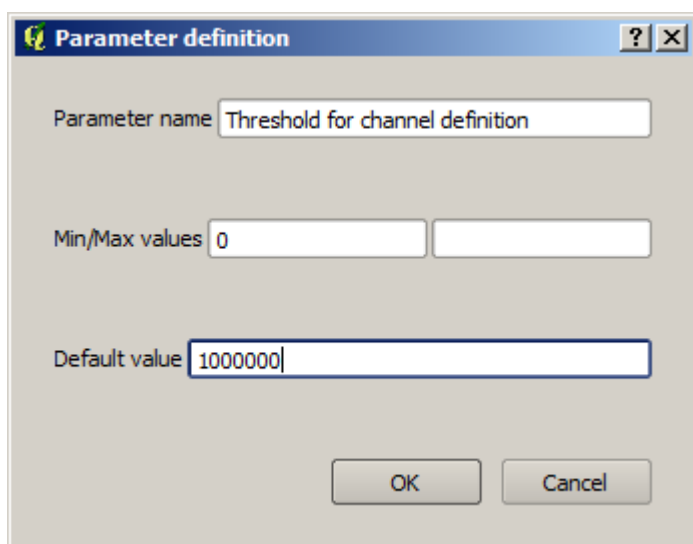 Parameter definition
Parameter name Threshold for channel definition
Min/Max values 0
Default value 1000000
OK Cancel